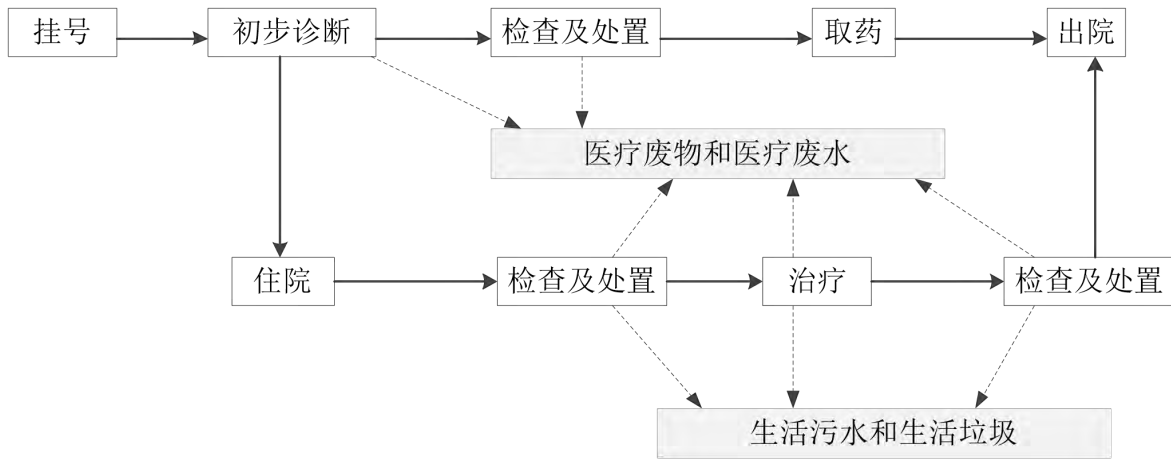 挂号
初步诊断
检查及处置
取药
出院
医疗废物和医疗废水
住院
检查及处置
治疗
检查及处置
生活污水和生活垃圾